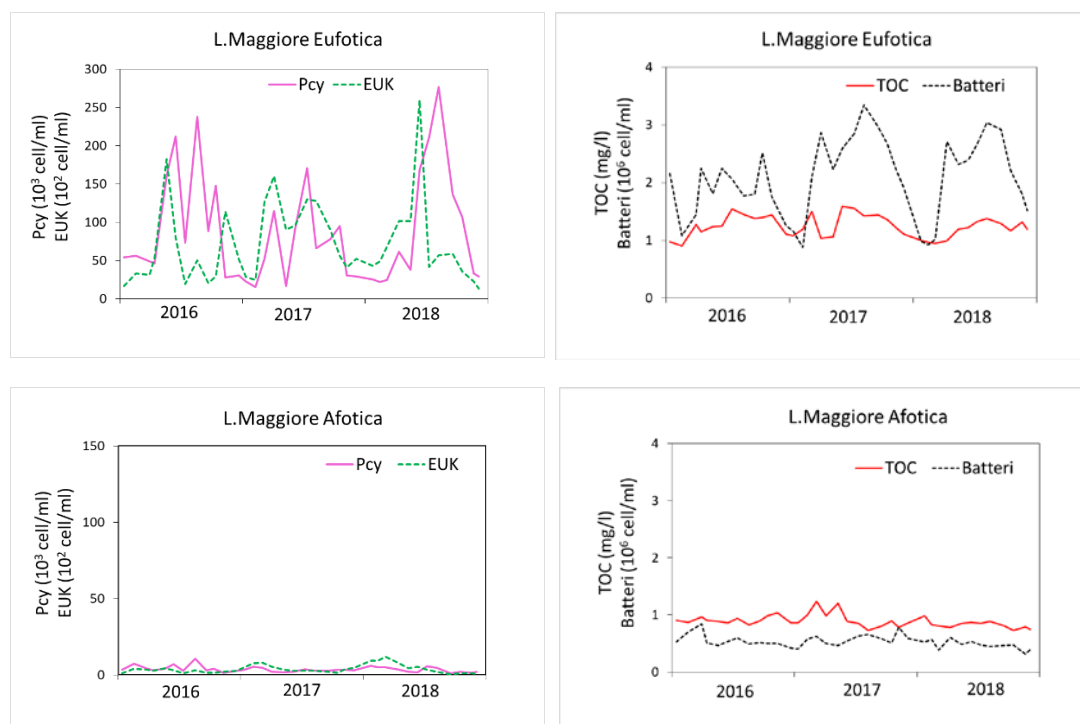 L.Maggiore Eufotica
Pcy EUK
Pcy (10³ cell/ml)
EUK (10² cell/ml)
300
250
200
150
100
50
0
2016 2017 2018
L.Maggiore Eufotica
TOC Batteri
TOC (mg/l)
Batteri (10⁶ cell/ml)
4
3
2
1
0
2016 2017 2018
L.Maggiore Afotica
Pcy EUK
Pcy (10³ cell/ml)
EUK (10² cell/ml)
150
100
50
0
2016 2017 2018
L.Maggiore Afotica
TOC Batteri
TOC (mg/l)
Batteri (10⁶ cell/ml)
4
3
2
1
0
2016 2017 2018